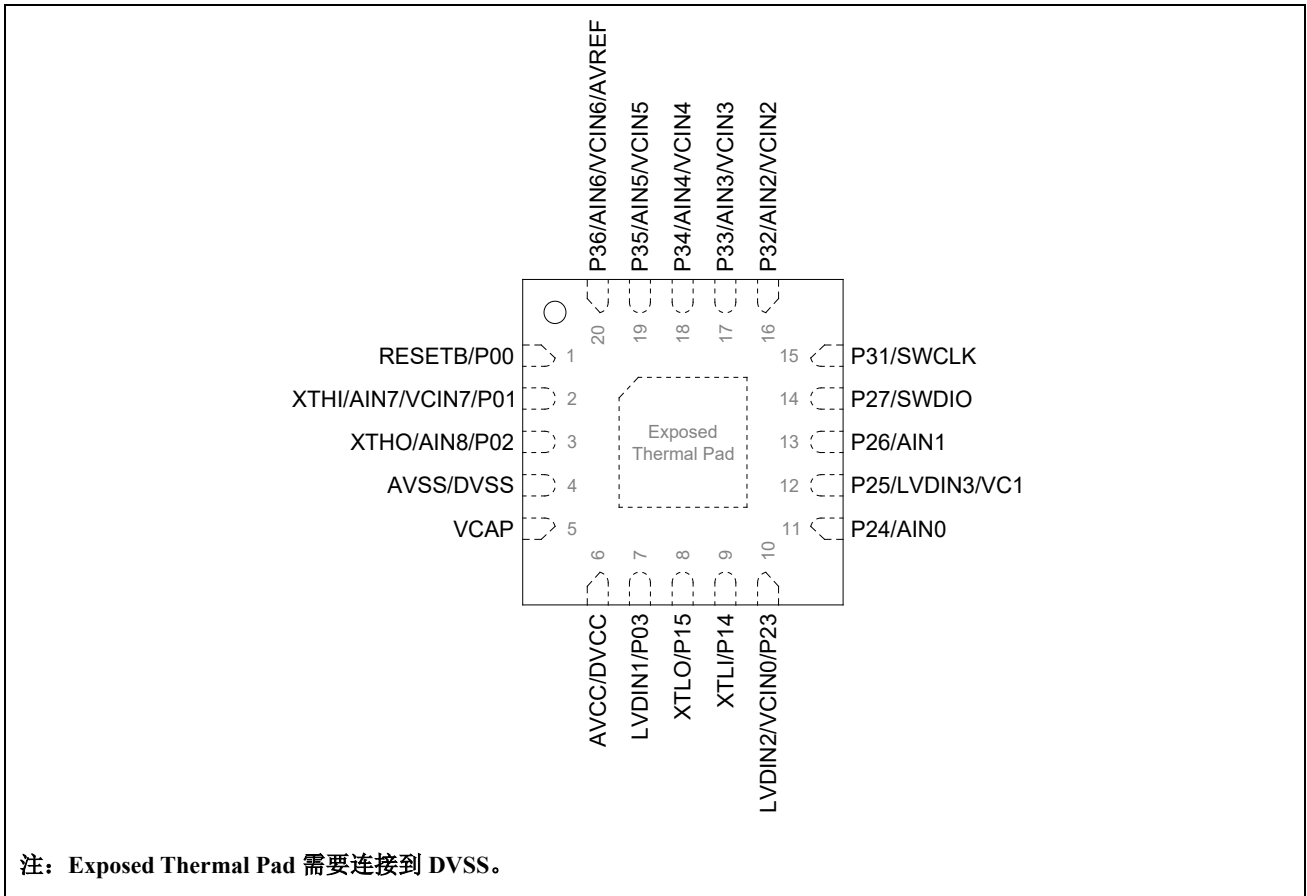 P36/AIN6/VCIN6/AVREF
P35/AIN5/VCIN5
P34/AIN4/VCIN4
P33/AIN3/VCIN3
P32/AIN2/VCIN2
20
19
18
17
16
RESETB/P00
1
XTHI/AIN7/VCIN7/P01
2
XTHO/AIN8/P02
3
AVSS/DVSS
4
VCAP
5
Exposed
Thermal Pad
15
P31/SWCLK
14
P27/SWDIO
13
P26/AIN1
12
P25/LVDIN3/VC1
11
P24/AIN0
6
7
8
9
10
AVCC/DVCC
LVDIN1/P03
XTLO/P15
XTLI/P14
LVDIN2/VCIN0/P23
注：Exposed Thermal Pad 需要连接到 DVSS。